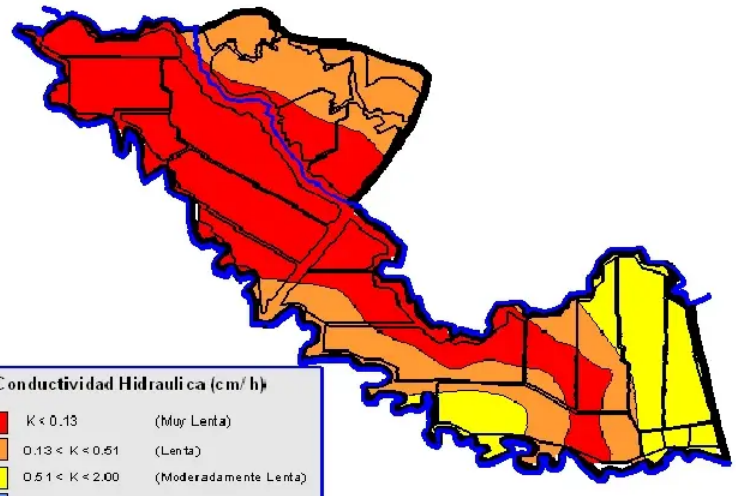 Conductividad Hidraulica (cm/h)
K < 0.13 (Muy Lenta)
0.13 < K < 0.51 (Lenta)
0.51 < K < 2.00 (Moderadamente Lenta)